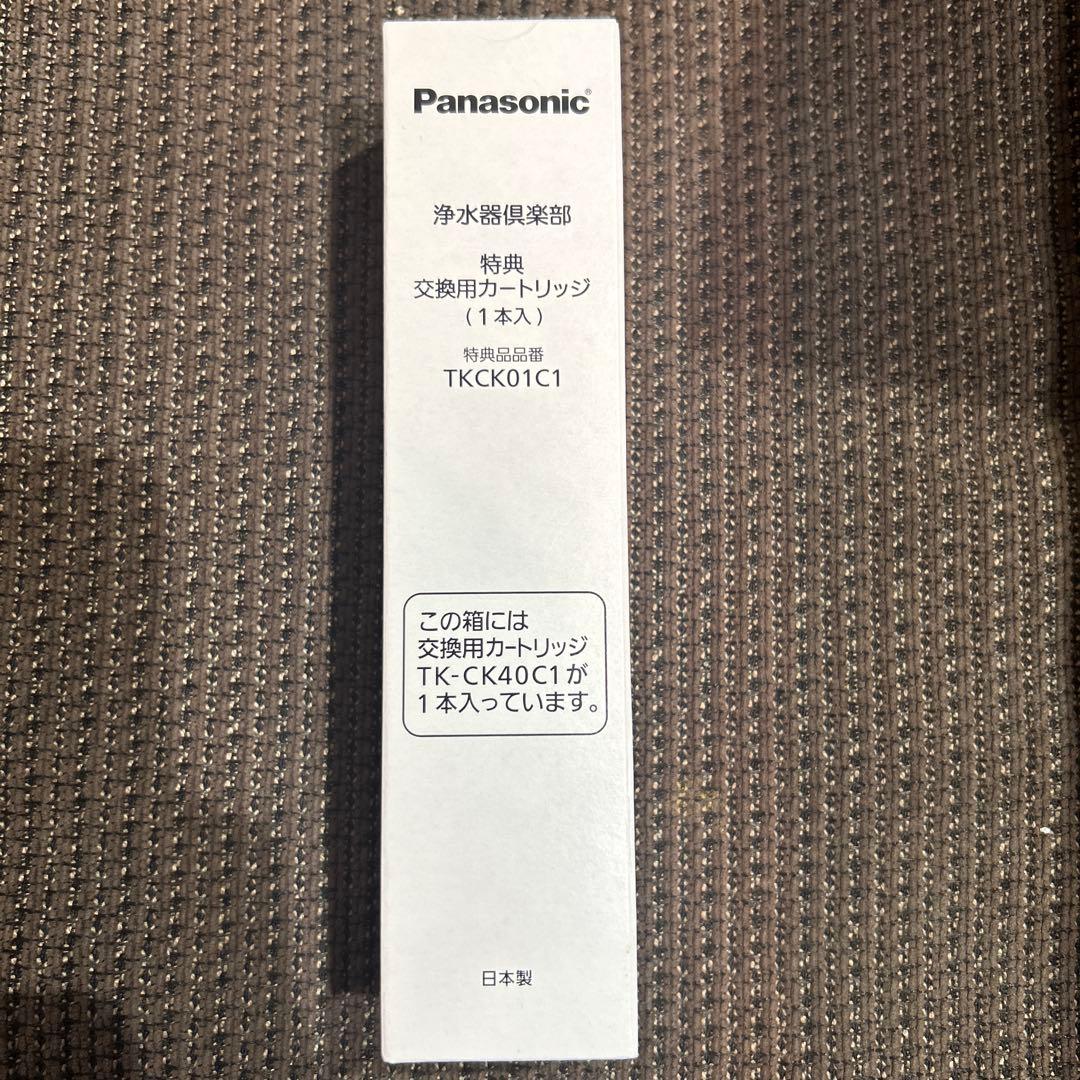 Panasonic®
浄水器倶楽部
特典
交換用カートリッジ
(1本入)
特典品品番
TKCK01C1
この箱には
交換用カートリッジ
TK-CK40C1が
1本入っています。
日本製